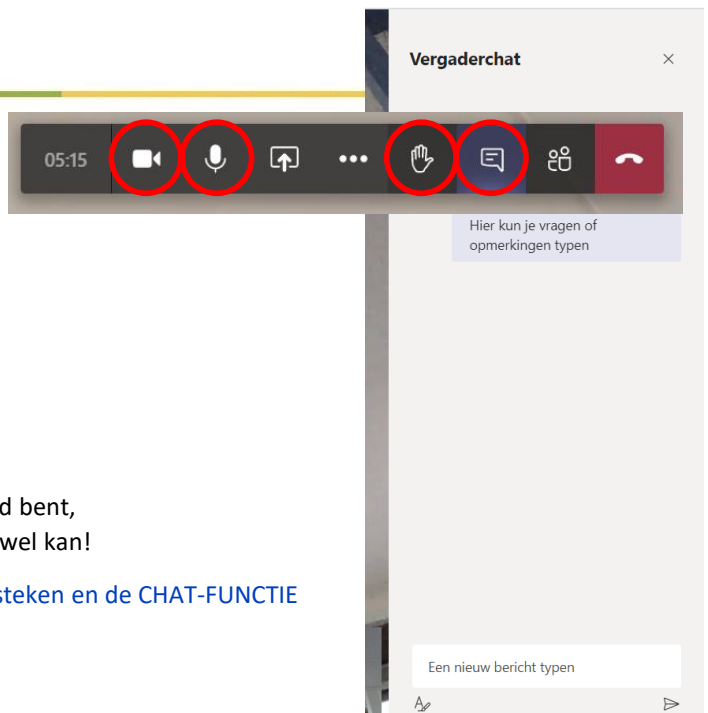 Vergaderchat
05:15
Hier kun je vragen of
opmerkingen typen
d bent,
wel kan!
steken en de CHAT-FUNCTIE
Een nieuw bericht typen